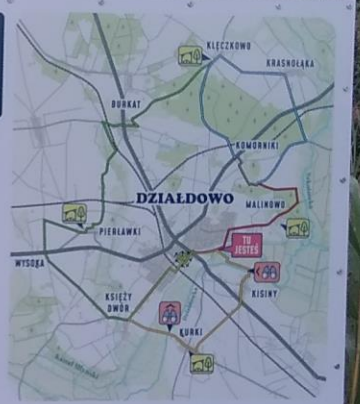 KLĘCZKOWO
KRASNOŁĄKA
BURKAT
KOMORNIKI
DZIAŁDOWO
MALINOWO
PIERŁAWKI
TU
JESTEŚ
WYSOKA
KISINY
KSIĘŻY
DWÓR
KURKI